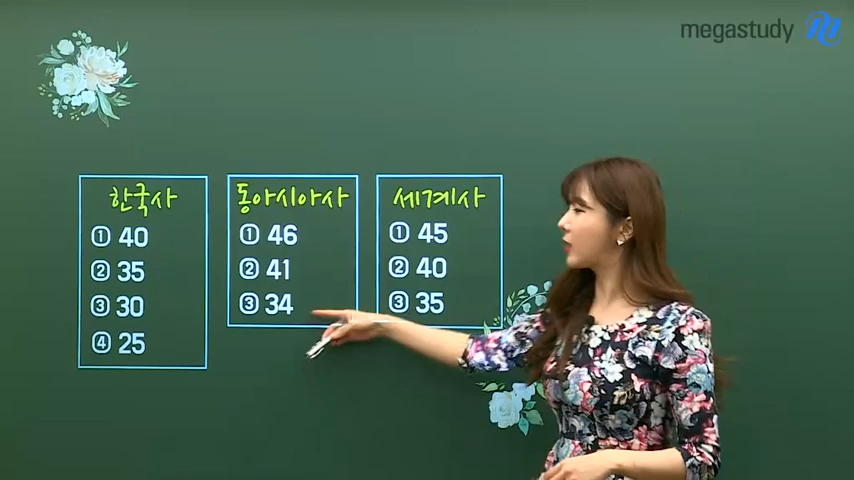 megastudy
한국사
① 40
② 35
③ 30
④ 25
동아시아사
① 46
② 41
③ 34
세계사
① 45
② 40
③ 35